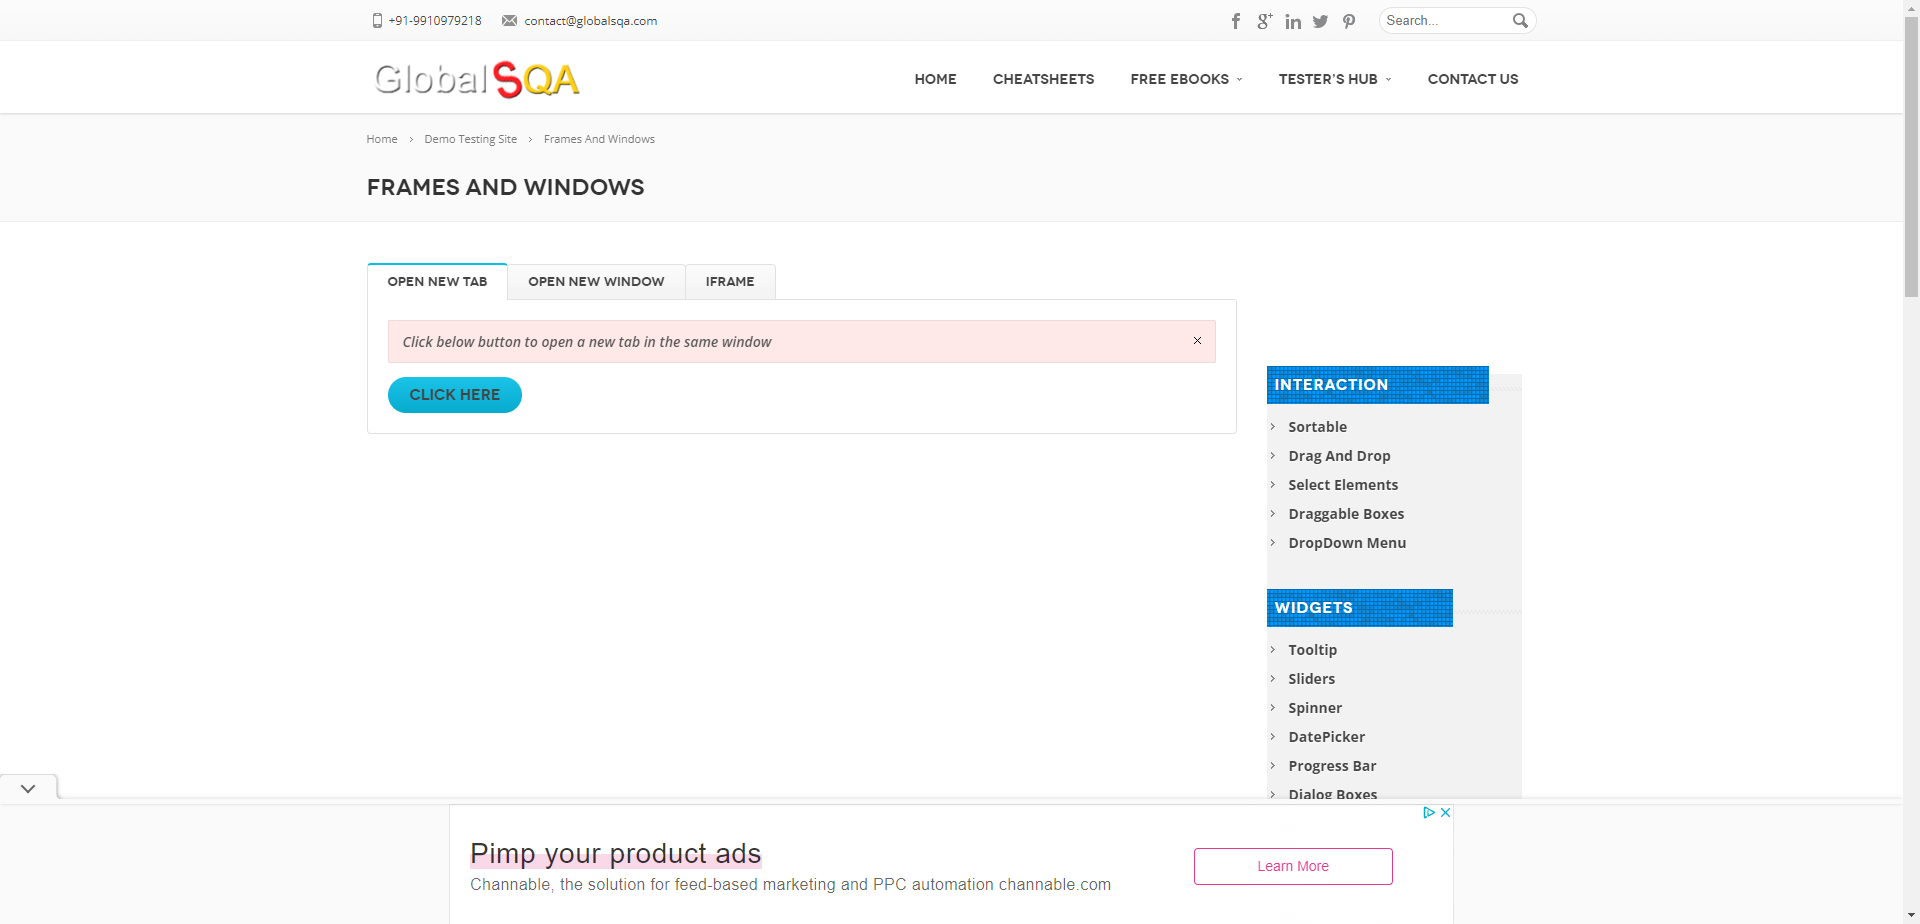 +91-9910979218 contact@globalsqa.com Search...
GlobalSQA HOME CHEATSHEETS FREE EBOOKS TESTER'S HUB CONTACT US
Home › Demo Testing Site › Frames And Windows
FRAMES AND WINDOWS
OPEN NEW TAB OPEN NEW WINDOW IFRAME
Click below button to open a new tab in the same window
CLICK HERE
INTERACTION
Sortable
Drag And Drop
Select Elements
Draggable Boxes
DropDown Menu
WIDGETS
Tooltip
Sliders
Spinner
DatePicker
Progress Bar
Dialog Boxes
Pimp your product ads
Channable, the solution for feed-based marketing and PPC automation channable.com
Learn More